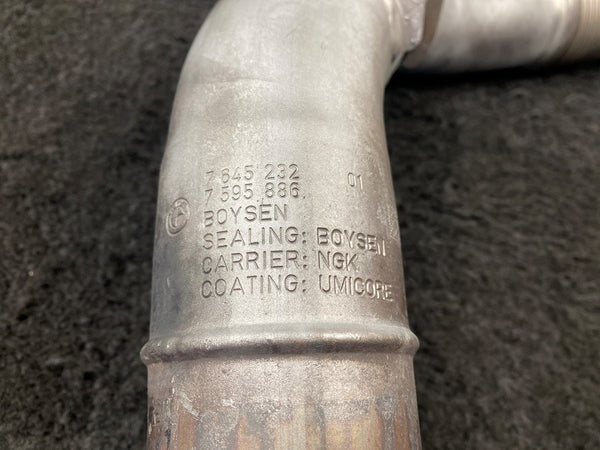 7 645 232 01
7 595 886.
BOYSEN
SEALING: BOYSEN
CARRIER: NGK
COATING: UMICORE